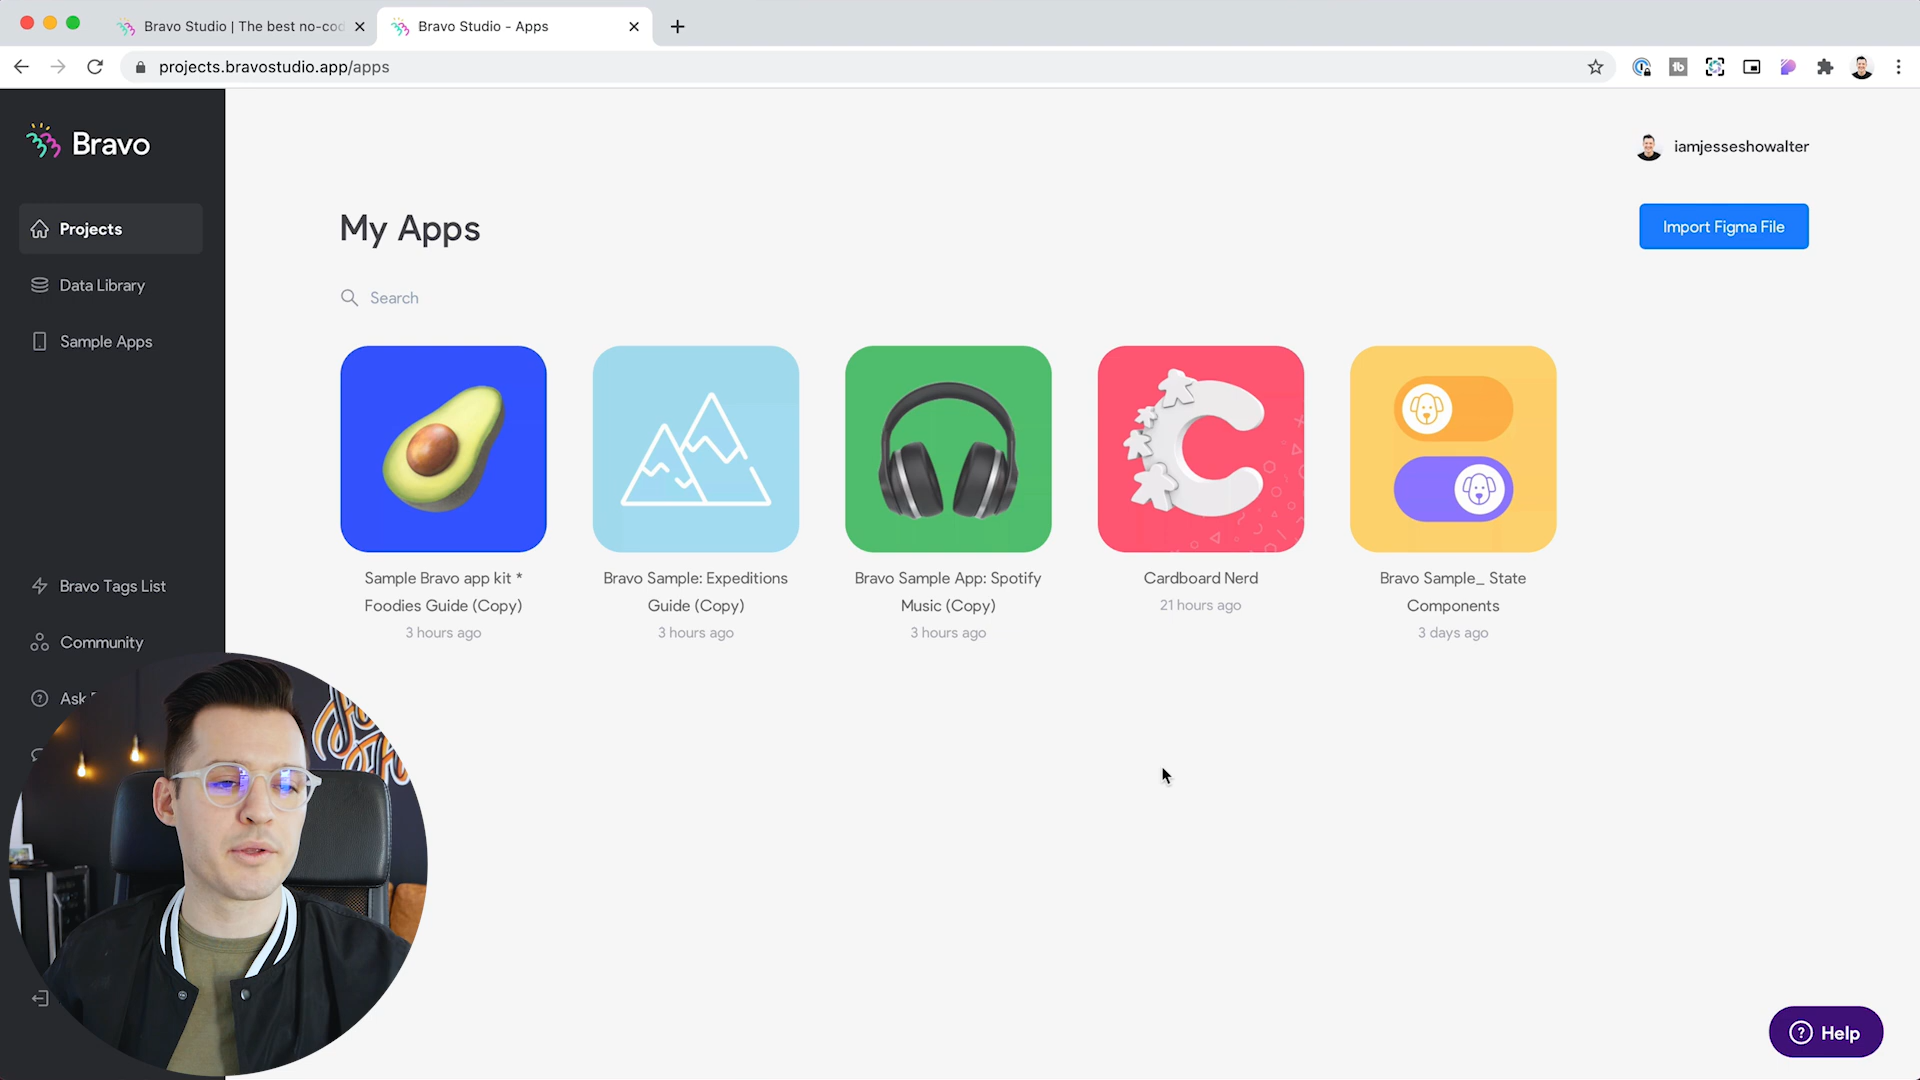 Bravo Studio | The best no-cod
Bravo Studio - Apps
projects.bravostudio.app/apps
Bravo
iamjesseshowalter
Projects
My Apps
Import Figma File
Data Library
Search
Sample Apps
Sample Bravo app kit *
Foodies Guide (Copy)
3 hours ago
Bravo Sample: Expeditions
Guide (Copy)
3 hours ago
Bravo Sample App: Spotify
Music (Copy)
3 hours ago
Cardboard Nerd
21 hours ago
Bravo Sample_ State
Components
3 days ago
Bravo Tags List
Community
Ask
Help